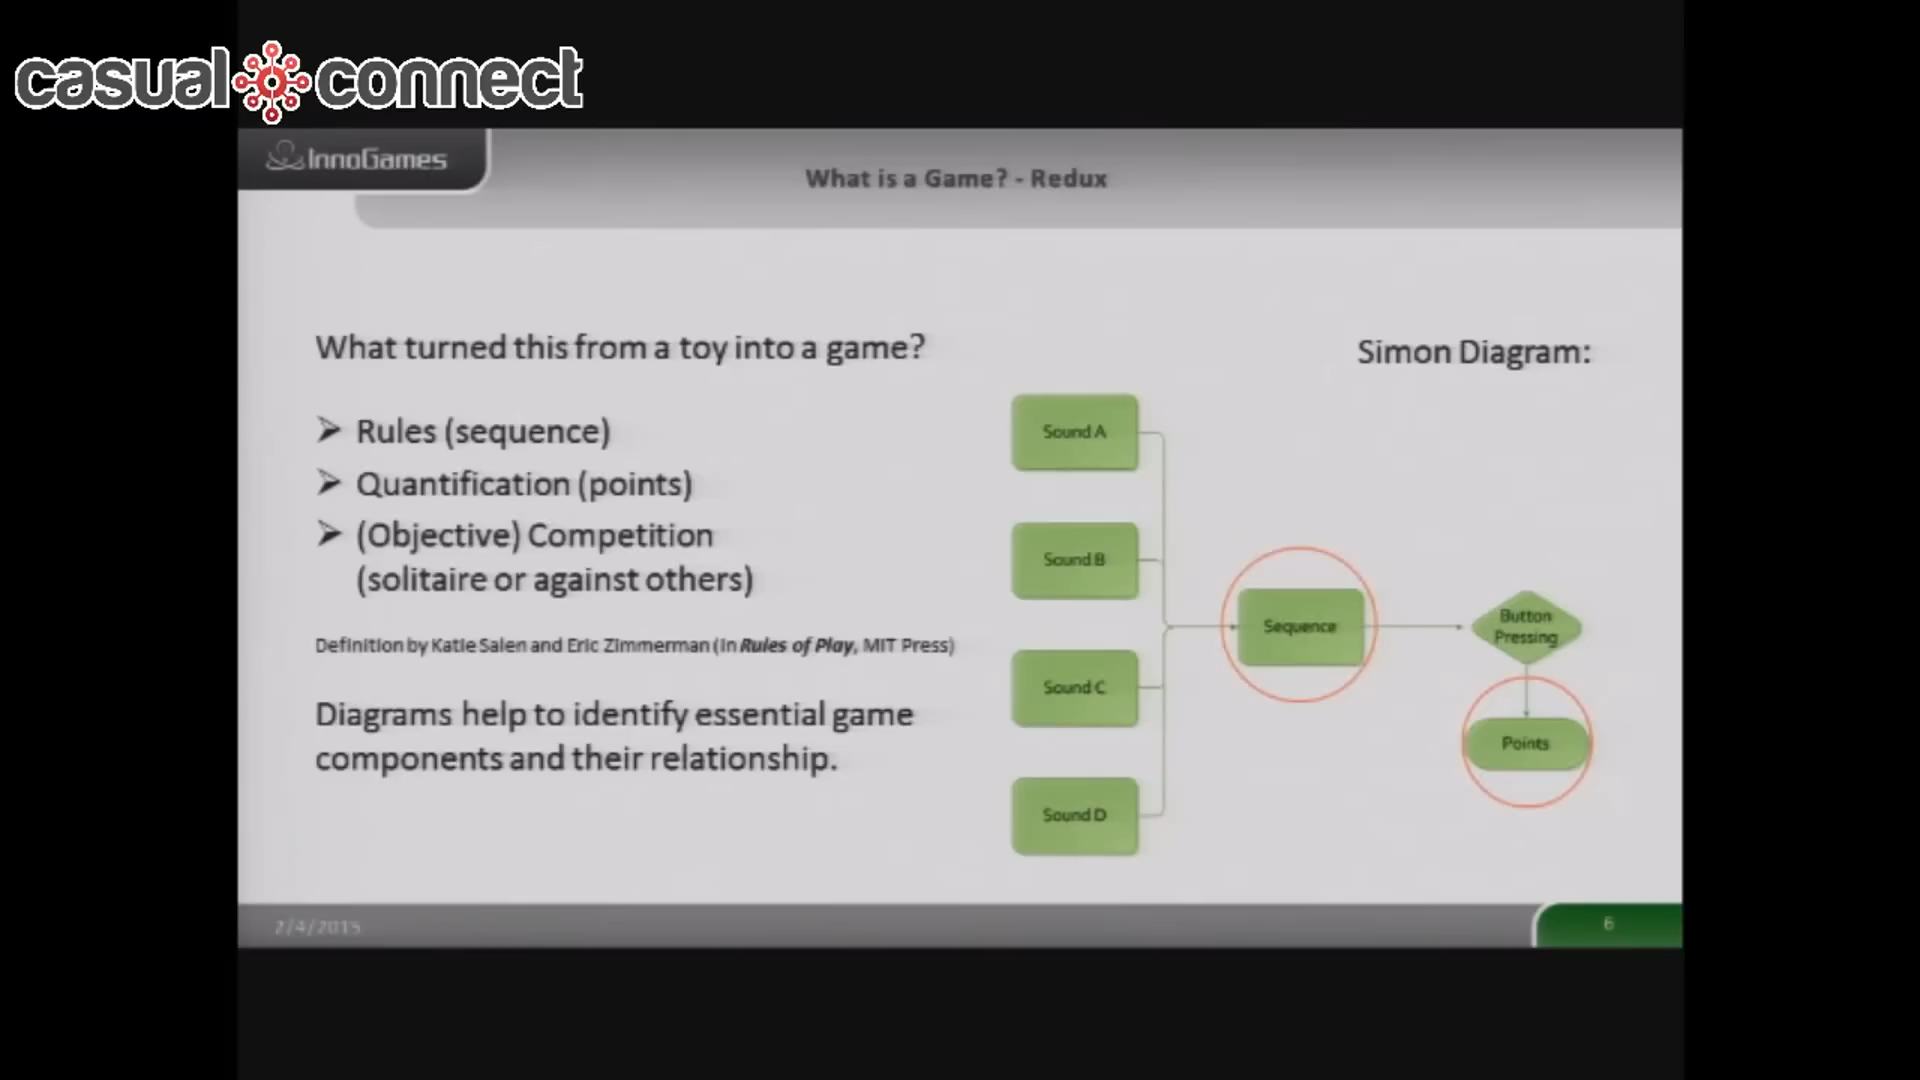 casual connect
InnoGames
What is a Game? - Redux
What turned this from a toy into a game?
Rules (sequence)
Quantification (points)
(Objective) Competition
(solitaire or against others)
Definition by Katie Salen and Eric Zimmerman (in Rules of Play, MIT Press)
Diagrams help to identify essential game
components and their relationship.
Simon Diagram:
Sound A
Sound B
Sound C
Sound D
Sequence
Button
Pressing
Points
2/4/2015
6